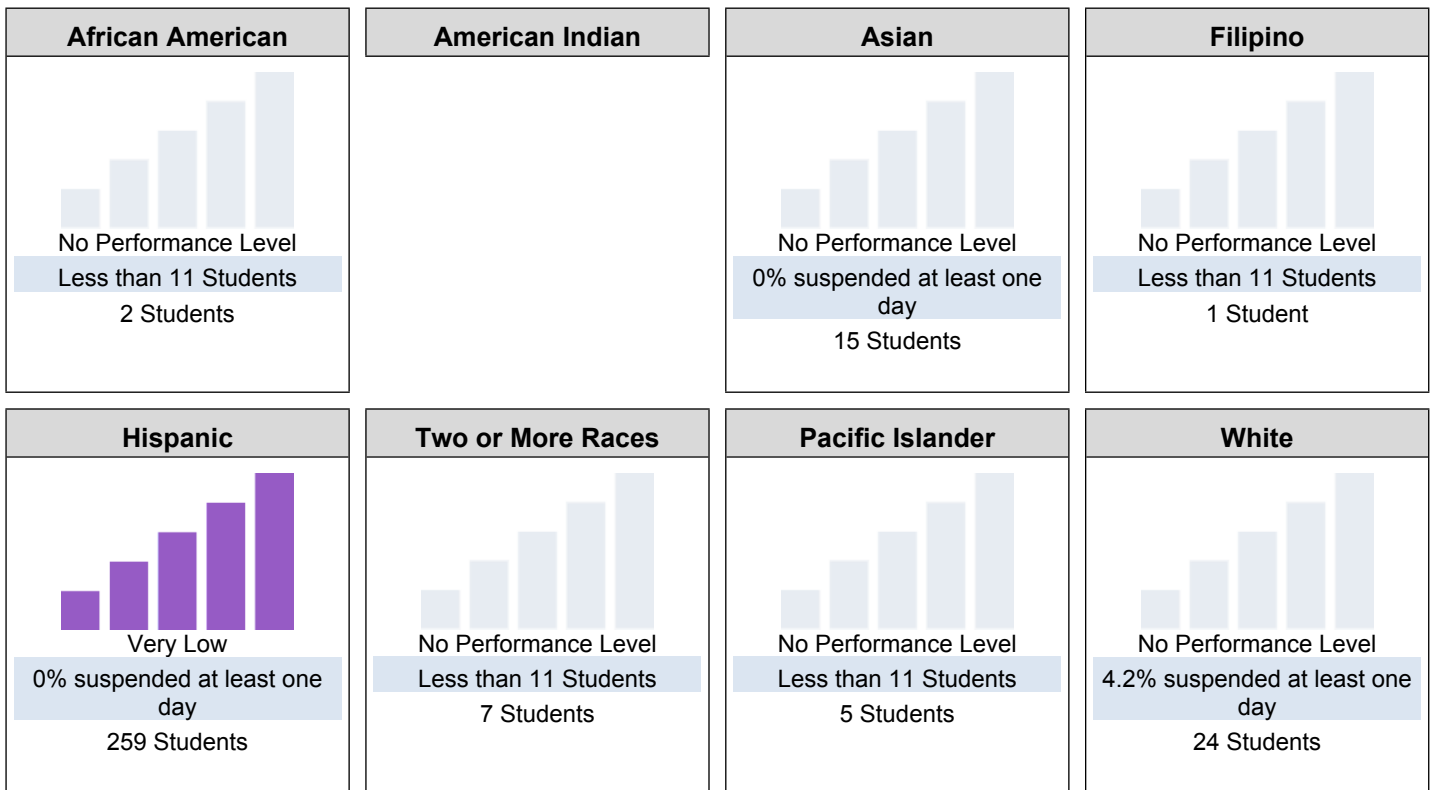 African American
No Performance Level
Less than 11 Students
2 Students
American Indian
Asian
No Performance Level
0% suspended at least one
day
15 Students
Filipino
No Performance Level
Less than 11 Students
1 Student
Hispanic
Very Low
0% suspended at least one
day
259 Students
Two or More Races
No Performance Level
Less than 11 Students
7 Students
Pacific Islander
No Performance Level
Less than 11 Students
5 Students
White
No Performance Level
4.2% suspended at least one
day
24 Students